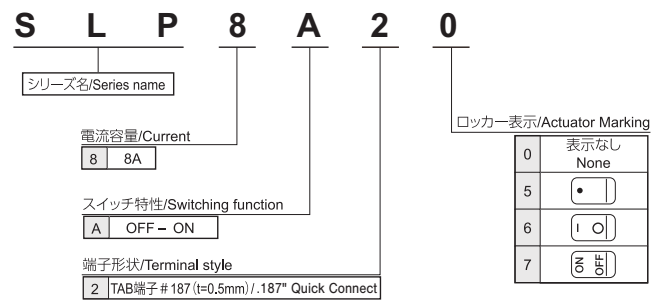 S L P 8 A 2 0
シリーズ名/Series name
電流容量/Current
8 8A
スイッチ特性/Switching function
A OFF – ON
端子形状/Terminal style
2 TAB端子#187(t=0.5mm)/.187" Quick Connect
ロッカー表示/Actuator Marking
0 表示なし
None
5 •
6 I O
7 ON OFF